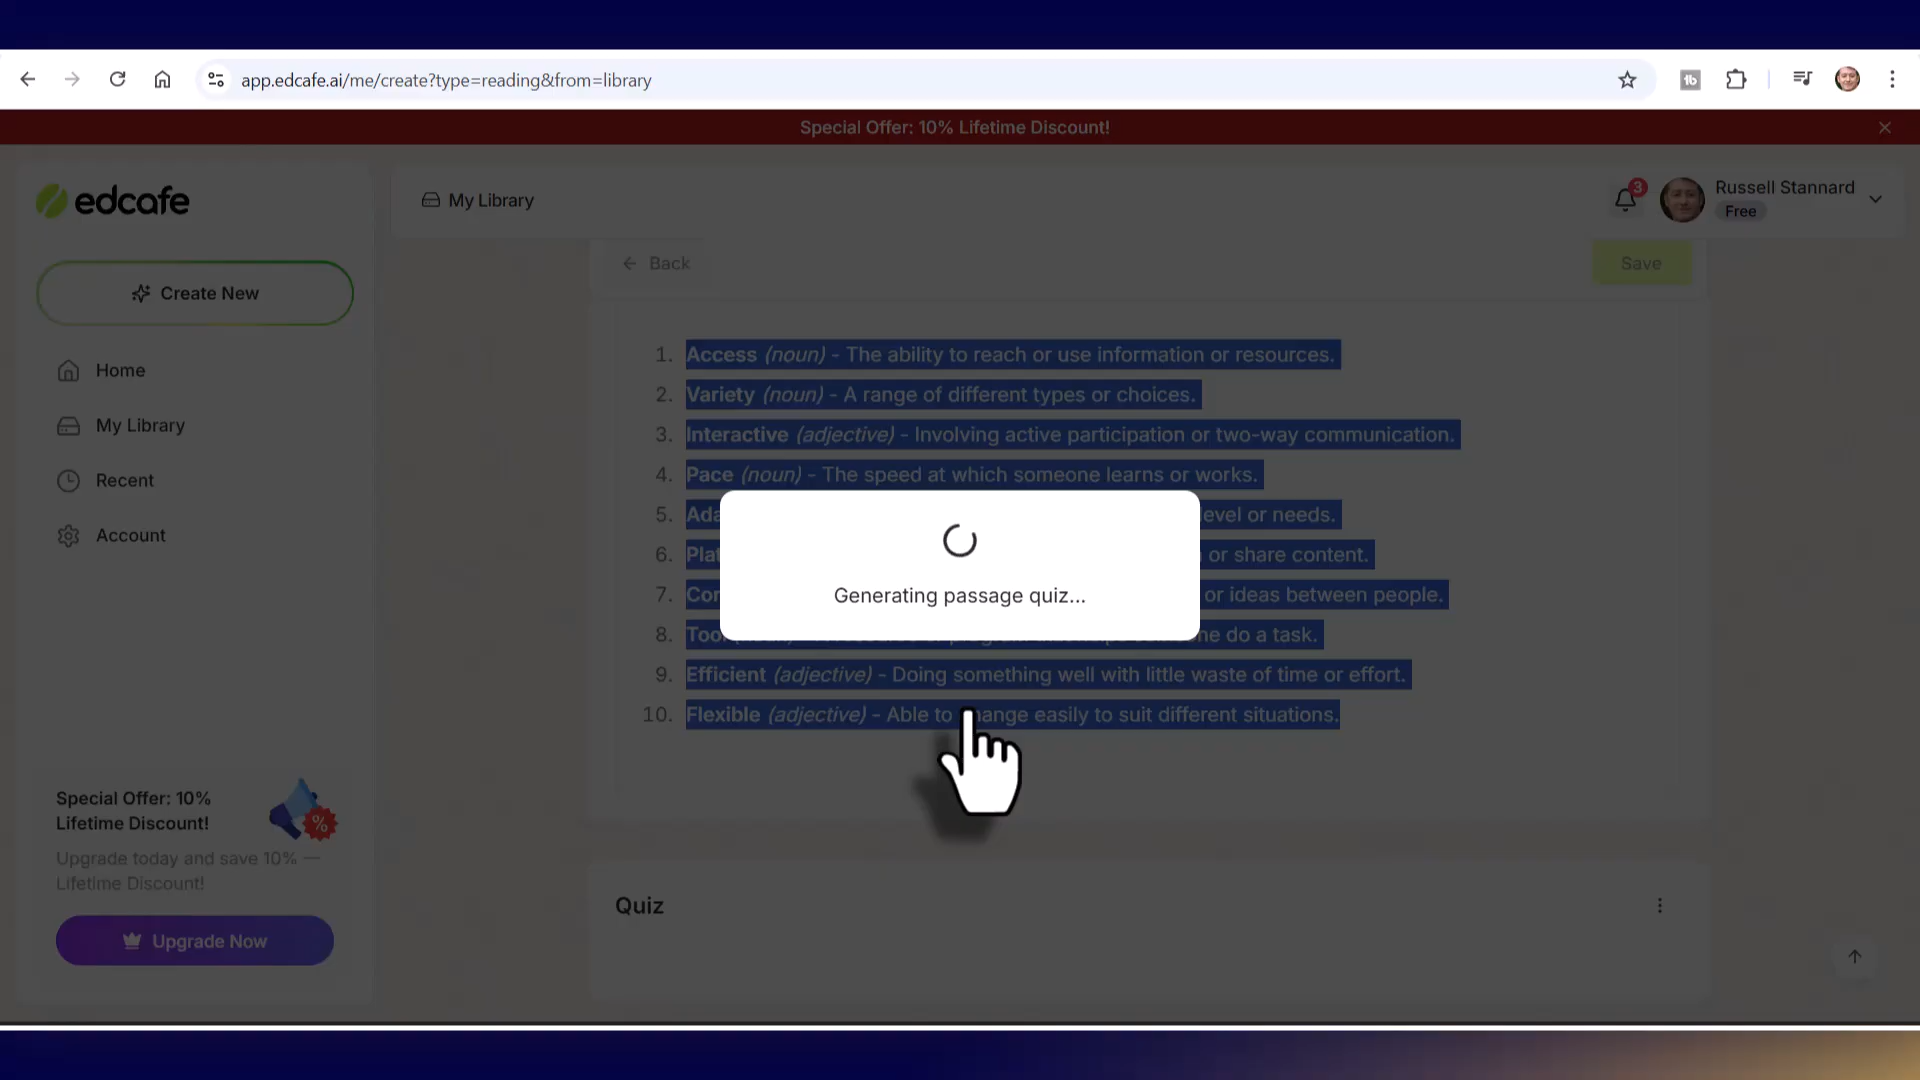 app.edcafe.ai/me/create?type=reading&from=library
Special Offer: 10% Lifetime Discount!
edcafe
My Library
3
Russell Stannard
Free
Create New
Home
My Library
Recent
Account
Back
Save
1. Access (noun) - The ability to reach or use information or resources.
2. Variety (noun) - A range of different types or choices.
3. Interactive (adjective) - Involving active participation or two-way communication.
4. Pace (noun) - The speed at which someone learns or works.
5. Ada level or needs.
6. Plat or share content.
7. Con or ideas between people.
8. Tool do a task.
9. Efficient (adjective) - Doing something well with little waste of time or effort.
10. Flexible (adjective) - Able to change easily to suit different situations.
Generating passage quiz...
Special Offer: 10%
Lifetime Discount!
%
Upgrade today and save 10% —
Lifetime Discount!
Upgrade Now
Quiz